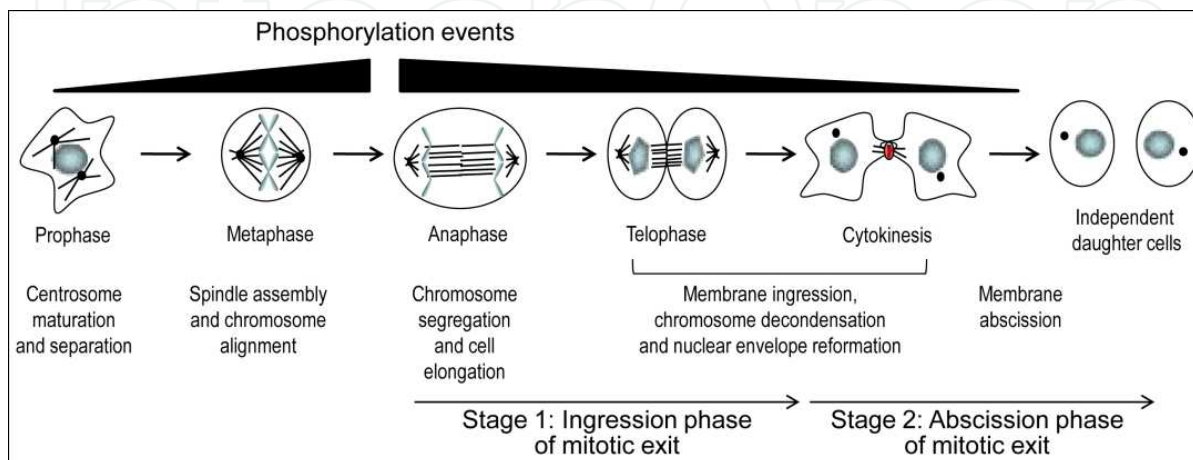 Phosphorylation events
Prophase
Metaphase
Anaphase
Telophase
Cytokinesis
Independent
daughter cells
Centrosome
maturation
and separation
Spindle assembly
and chromosome
alignment
Chromosome
segregation
and cell
elongation
Membrane ingression,
chromosome decondensation
and nuclear envelope reformation
Membrane
abscission
Stage 1: Ingression phase
of mitotic exit
Stage 2: Abscission phase
of mitotic exit